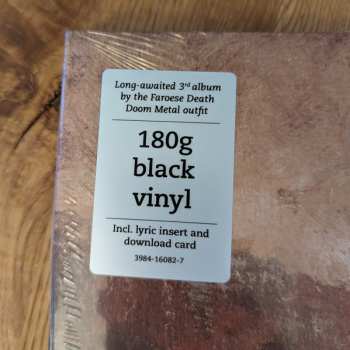 Long-awaited 3rd album
by the Faroese Death
Doom Metal outfit
180g
black
vinyl
Incl. lyric insert and
download card
3984-16082-7